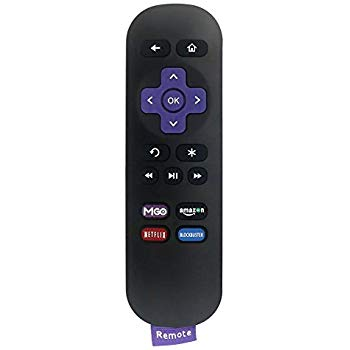 OK
MGO
amazon
NETFLIX
BLOCKBUSTER
Remote